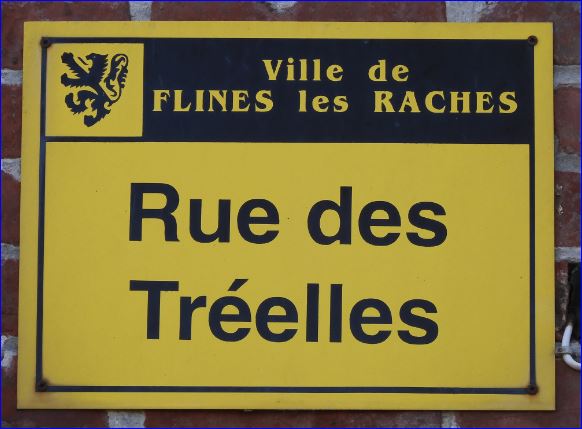 Ville de
FLINES les RACHES
Rue des
Tréelles